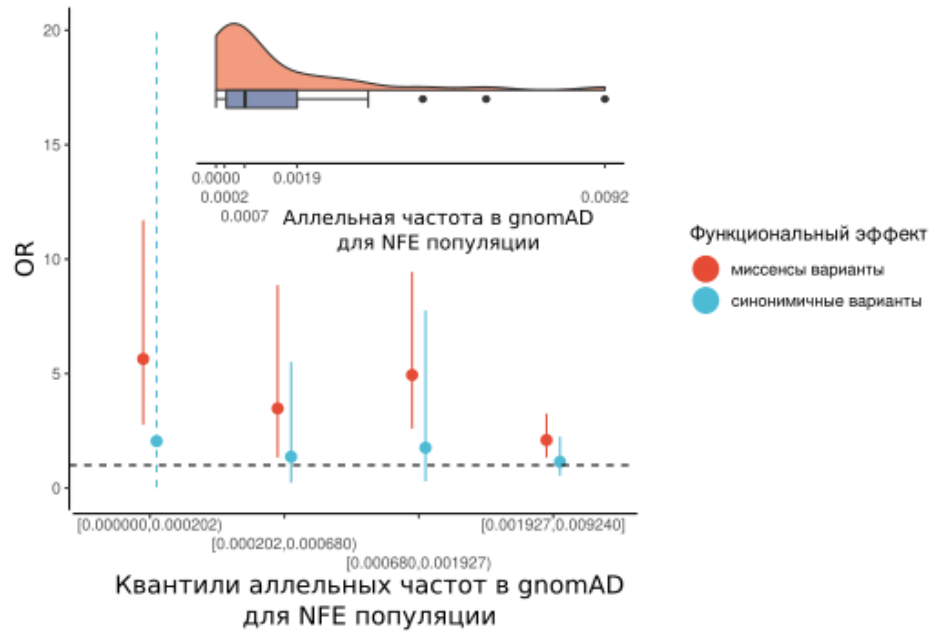 20
15
10
5
0
OR
0.0000
0.0019
0.0002
0.0092
0.0007
Аллельная частота в gnomAD
для NFE популяции
Функциональный эффект
миссенсы варианты
синонимичные варианты
[0.000000,0.000202)
[0.001927,0.009240]
[0.000202,0.000680)
[0.000680,0.001927)
Квантили аллельных частот в gnomAD
для NFE популяции